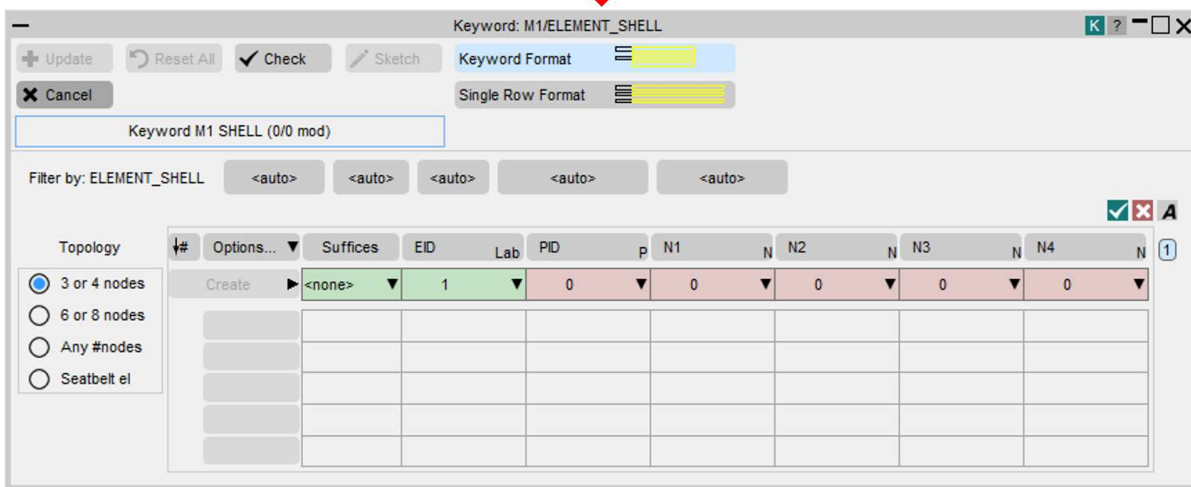 Keyword: M1/ELEMENT_SHELL K ?
Update Reset All Check Sketch Keyword Format
Cancel Single Row Format
Keyword M1 SHELL (0/0 mod)
Filter by: ELEMENT_SHELL <auto> <auto> <auto> <auto> <auto>
A
Topology # Options... Suffices EID Lab PID P N1 N N2 N N3 N N4 N 1
3 or 4 nodes Create <none> 1 0 0 0 0 0
6 or 8 nodes
Any #nodes
Seatbelt el